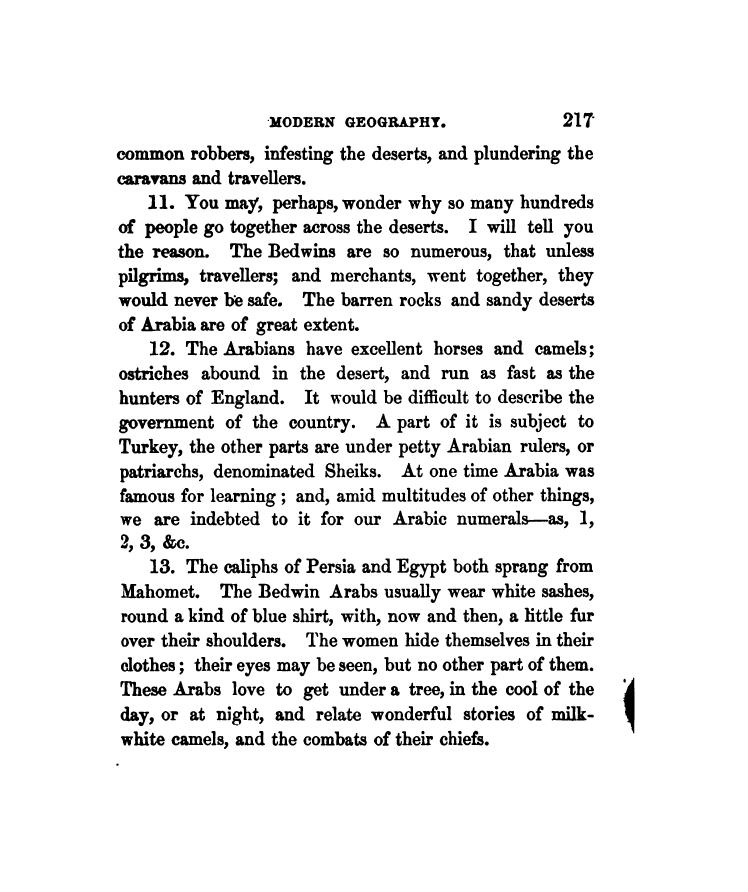 MODERN GEOGRAPHY. 217
common robbers, infesting the deserts, and plundering the
caravans and travellers.
11. You may, perhaps, wonder why so many hundreds
of people go together across the deserts. I will tell you
the reason. The Bedwins are so numerous, that unless
pilgrims, travellers; and merchants, went together, they
would never be safe. The barren rocks and sandy deserts
of Arabia are of great extent.
12. The Arabians have excellent horses and camels;
ostriches abound in the desert, and run as fast as the
hunters of England. It would be difficult to describe the
government of the country. A part of it is subject to
Turkey, the other parts are under petty Arabian rulers, or
patriarchs, denominated Sheiks. At one time Arabia was
famous for learning; and, amid multitudes of other things,
we are indebted to it for our Arabic numerals—as, 1,
2, 3, &c.
13. The caliphs of Persia and Egypt both sprang from
Mahomet. The Bedwin Arabs usually wear white sashes,
round a kind of blue shirt, with, now and then, a little fur
over their shoulders. The women hide themselves in their
clothes; their eyes may be seen, but no other part of them.
These Arabs love to get under a tree, in the cool of the
day, or at night, and relate wonderful stories of milk-
white camels, and the combats of their chiefs.